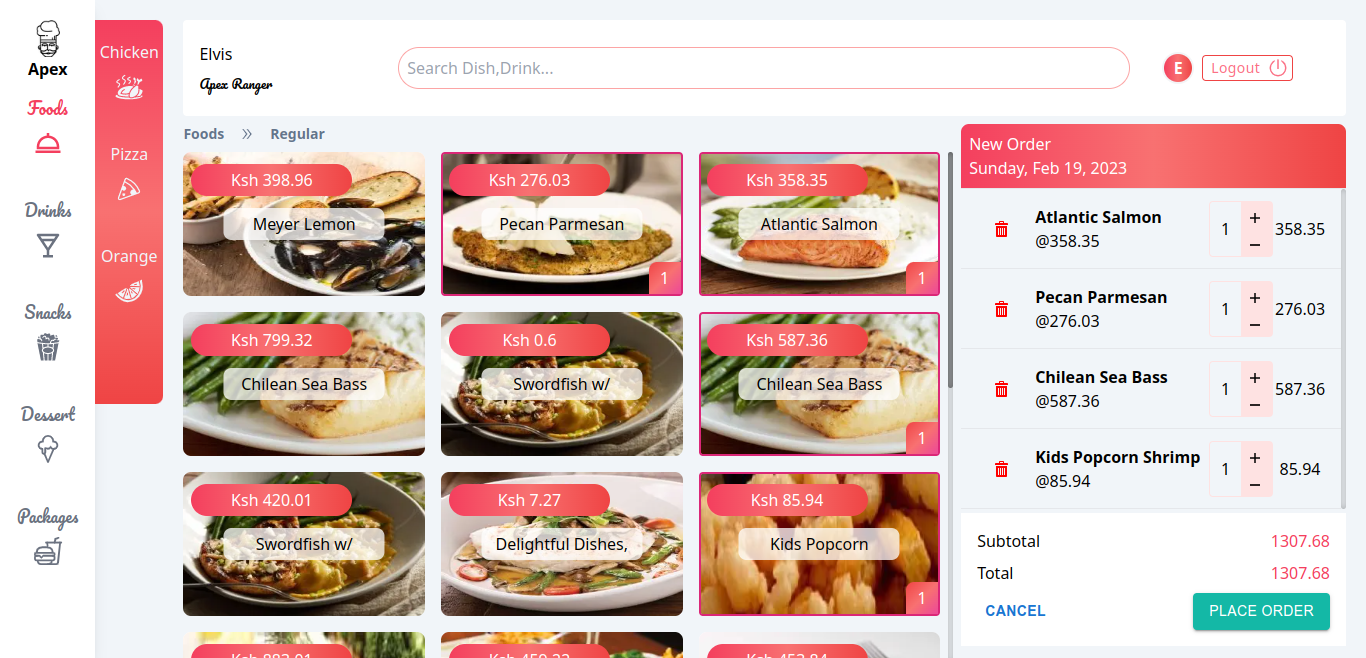 Apex
Foods
Drinks
Snacks
Dessert
Packages
Chicken
Pizza
Orange
Elvis
Apex Ranger
Search Dish,Drink...
E
Logout
Foods » Regular
Ksh 398.96
Meyer Lemon
Ksh 276.03
Pecan Parmesan
1
Ksh 358.35
Atlantic Salmon
1
Ksh 799.32
Chilean Sea Bass
Ksh 0.6
Swordfish w/
Ksh 587.36
Chilean Sea Bass
1
Ksh 420.01
Swordfish w/
Ksh 7.27
Delightful Dishes,
Ksh 85.94
Kids Popcorn
1
New Order
Sunday, Feb 19, 2023
Atlantic Salmon
@358.35
1 + − 358.35
Pecan Parmesan
@276.03
1 + − 276.03
Chilean Sea Bass
@587.36
1 + − 587.36
Kids Popcorn Shrimp
@85.94
1 + − 85.94
Subtotal 1307.68
Total 1307.68
CANCEL PLACE ORDER